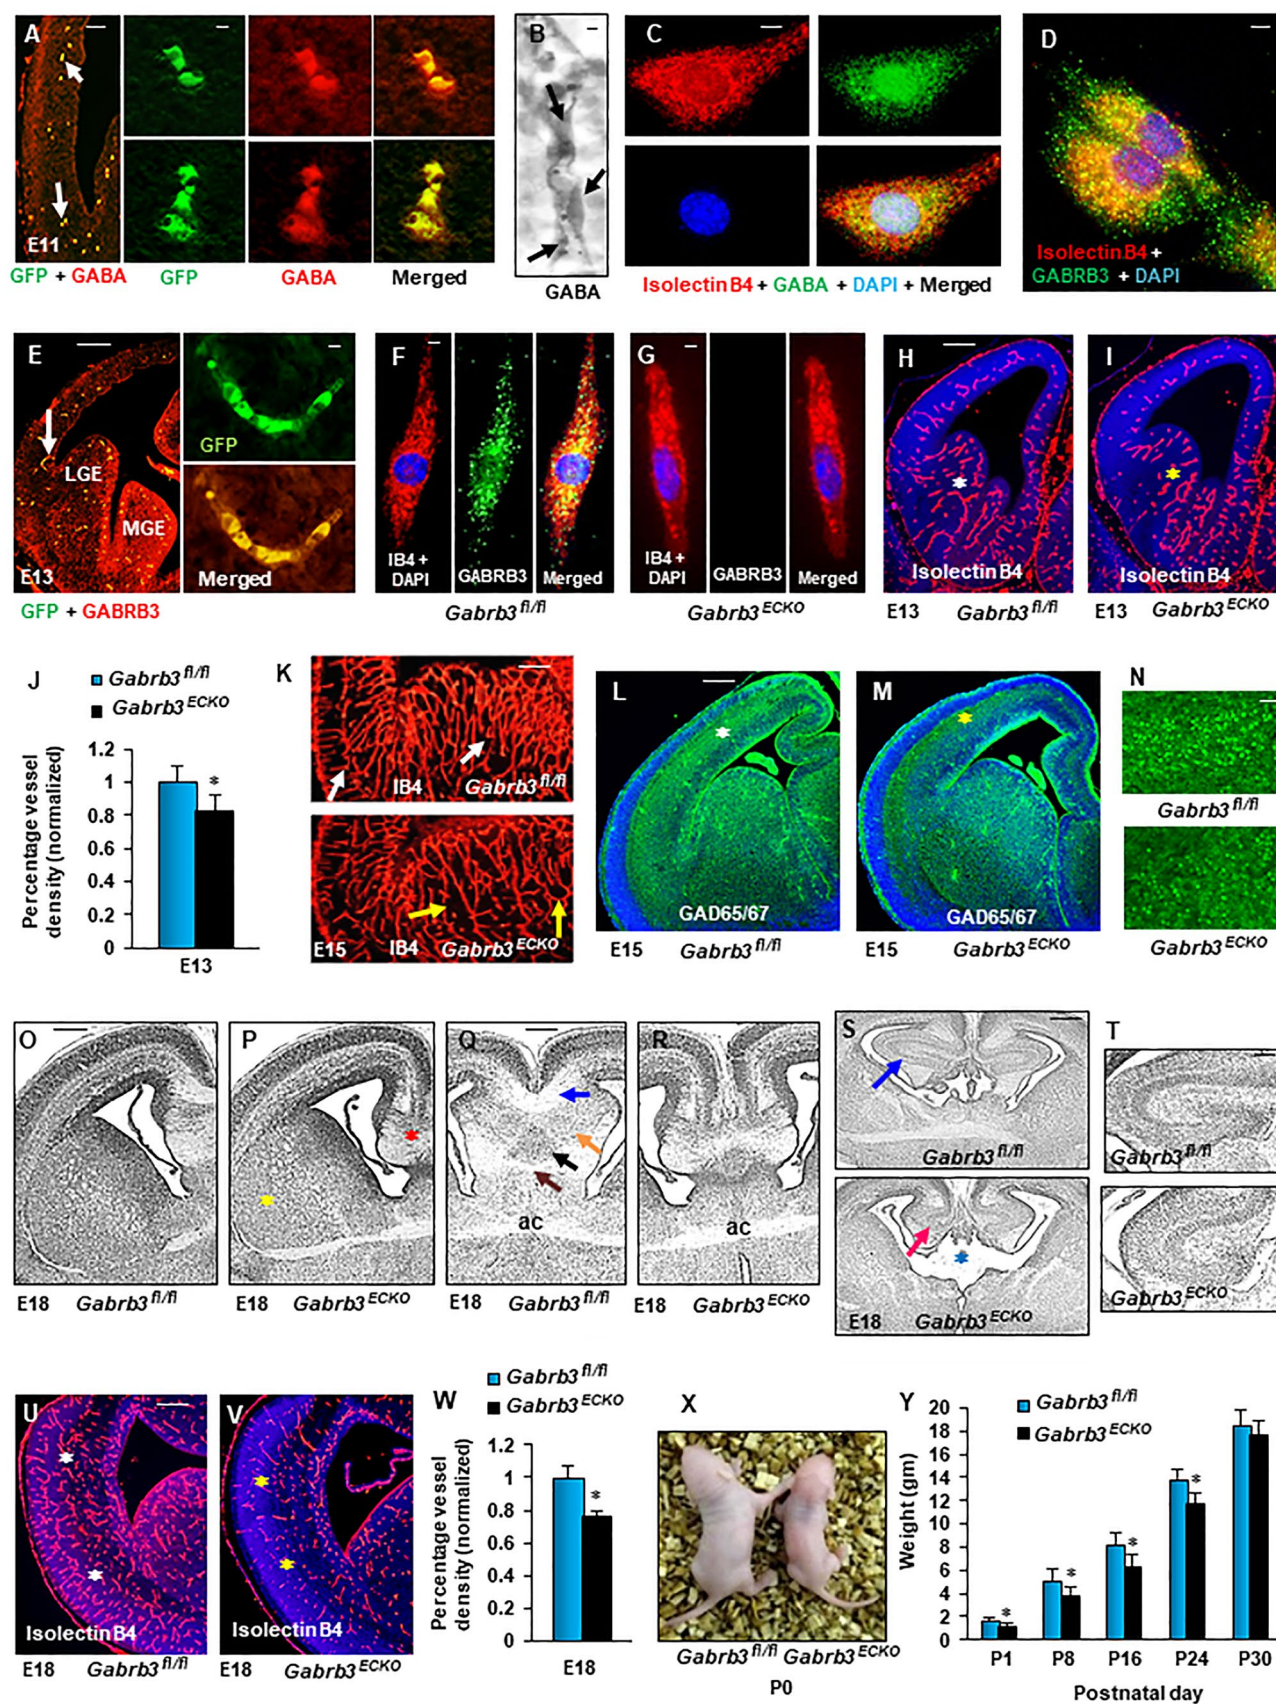 A
E11
GFP + GABA
GFP
GABA
Merged
B
GABA
C
Isolectin B4 + GABA + DAPI + Merged
D
Isolectin B4 +
GABRB3 + DAPI
E
LGE
MGE
E13
GFP + GABRB3
GFP
Merged
F
IB4 +
DAPI
GABRB3
Merged
Gabrb3 fl/fl
G
IB4 +
DAPI
GABRB3
Merged
Gabrb3 ECKO
H
Isolectin B4
E13 Gabrb3 fl/fl
I
Isolectin B4
E13 Gabrb3 ECKO
J
Gabrb3 fl/fl
Gabrb3 ECKO
Percentage vessel
density (normalized)
1.2
1
0.8
0.6
0.4
0.2
0
*
E13
K
IB4 Gabrb3 fl/fl
E15 IB4 Gabrb3 ECKO
L
GAD65/67
E15 Gabrb3 fl/fl
M
GAD65/67
E15 Gabrb3 ECKO
N
Gabrb3 fl/fl
Gabrb3 ECKO
O
E18 Gabrb3 fl/fl
P
E18 Gabrb3 ECKO
Q
ac
E18 Gabrb3 fl/fl
R
ac
E18 Gabrb3 ECKO
S
Gabrb3 fl/fl
E18 Gabrb3 ECKO
T
Gabrb3 fl/fl
Gabrb3 ECKO
U
Isolectin B4
E18 Gabrb3 fl/fl
V
Isolectin B4
E18 Gabrb3 ECKO
W
Gabrb3 fl/fl
Gabrb3 ECKO
Percentage vessel
density (normalized)
1.2
1
0.8
0.6
0.4
0.2
0
*
E18
X
Gabrb3 fl/fl Gabrb3 ECKO
P0
Y
Gabrb3 fl/fl
Gabrb3 ECKO
Weight (gm)
20
18
16
14
12
10
8
6
4
2
0
* * * *
P1 P8 P16 P24 P30
Postnatal day